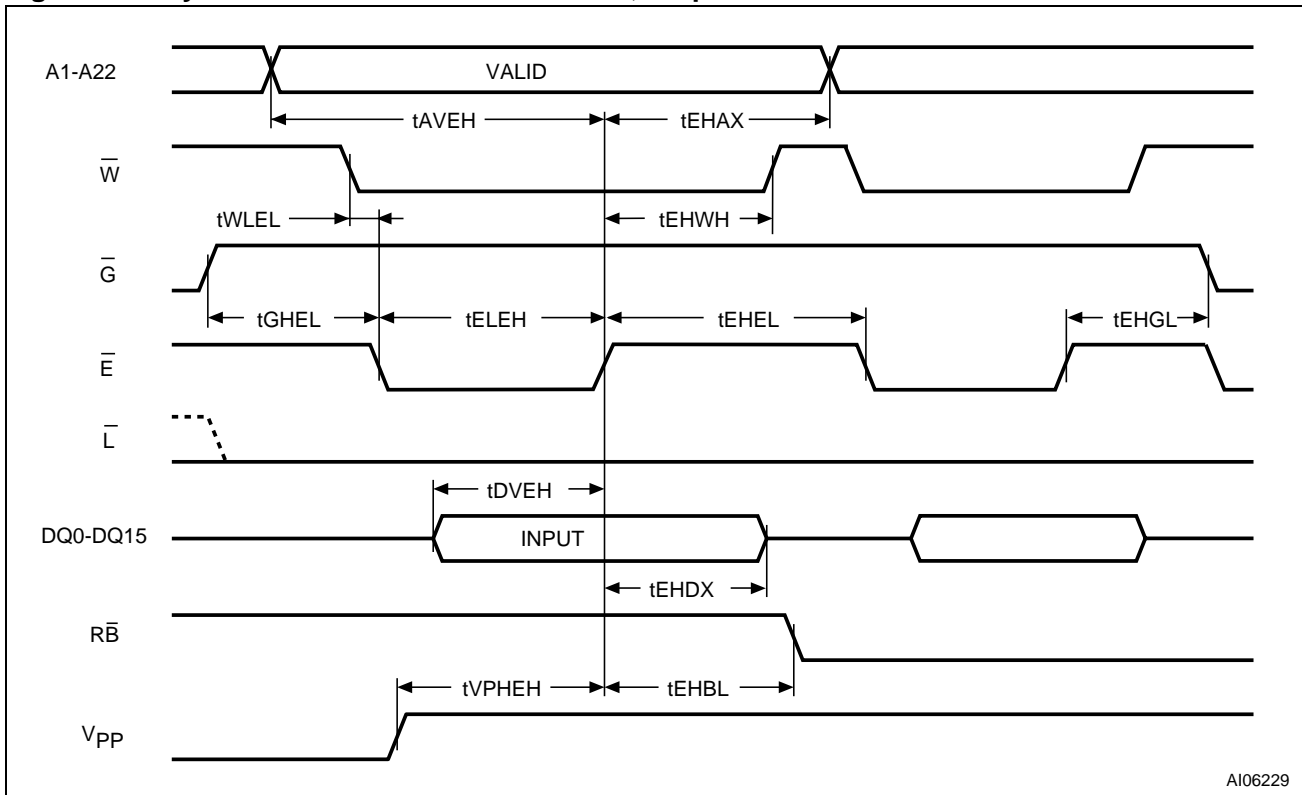 A1-A22
VALID
tAVEH
tEHAX
W̅
tWLEL
tEHWH
G̅
tGHEL
tELEH
tEHEL
tEHGL
E̅
L̅
tDVEH
DQ0-DQ15
INPUT
tEHDX
RB̅
tVPHEH
tEHBL
VPP
AI06229